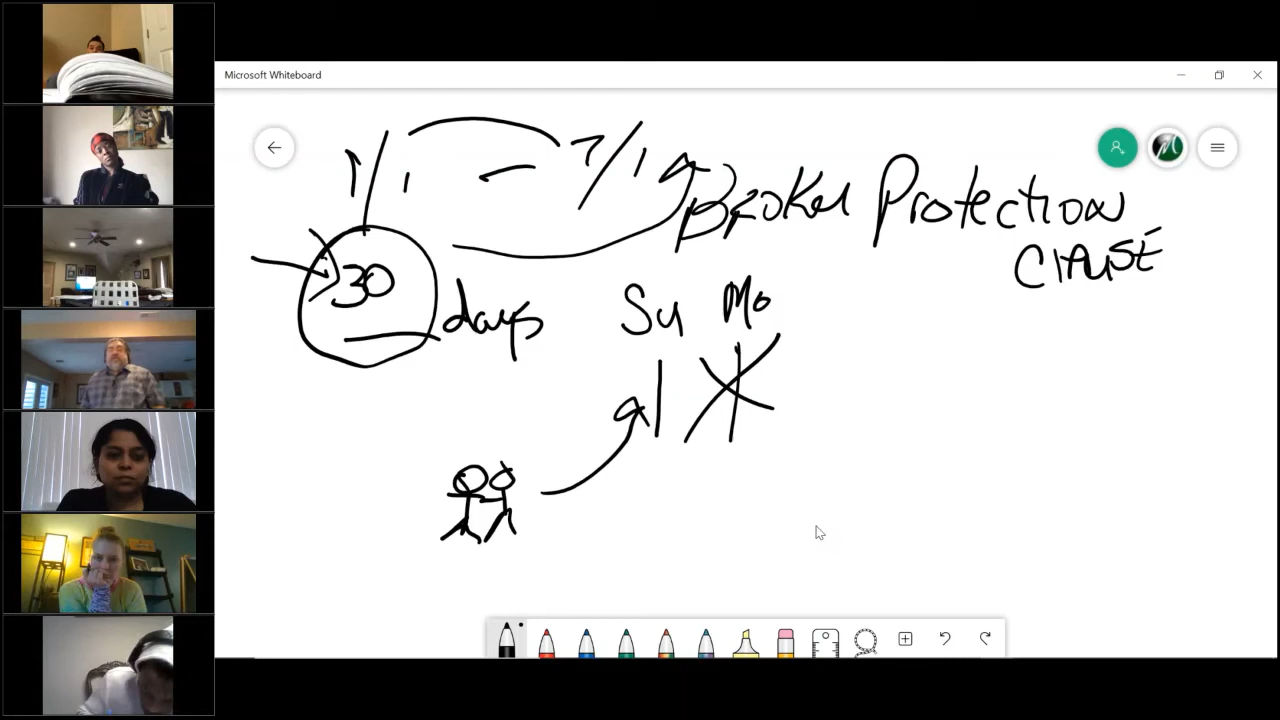 Microsoft Whiteboard
1/1 — 7/1
Broker Protection
CLAUSE
30 days
Su Mo